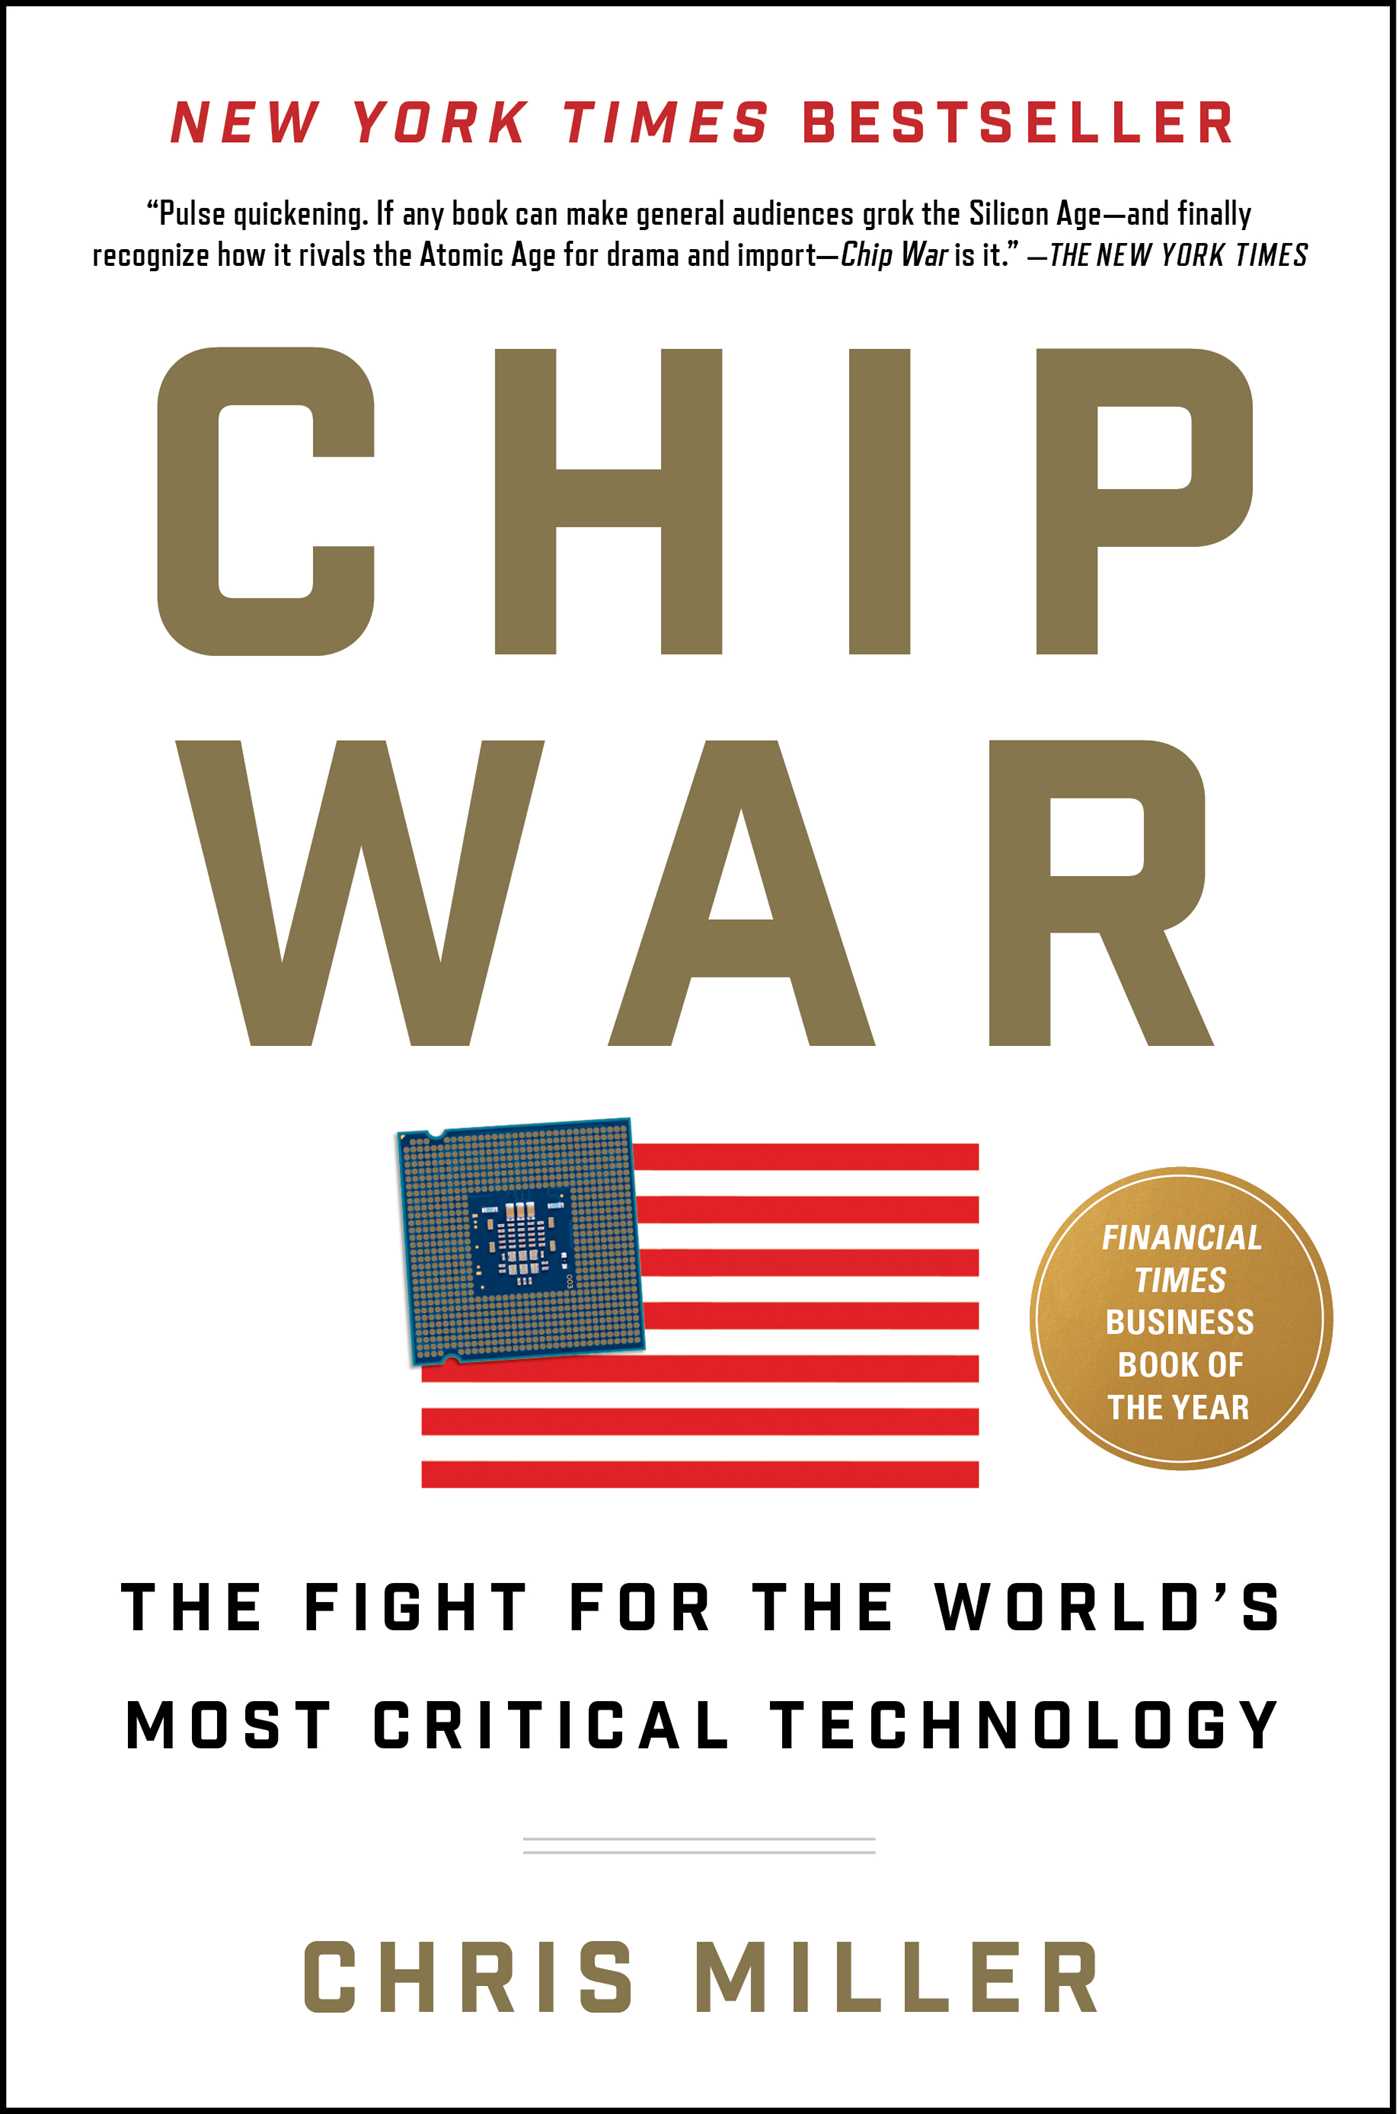 NEW YORK TIMES BESTSELLER
“Pulse quickening. If any book can make general audiences grok the Silicon Age—and finally
recognize how it rivals the Atomic Age for drama and import—Chip War is it.” —THE NEW YORK TIMES
CHIP
WAR
003
FINANCIAL
TIMES
BUSINESS
BOOK OF
THE YEAR
THE FIGHT FOR THE WORLD’S
MOST CRITICAL TECHNOLOGY
CHRIS MILLER